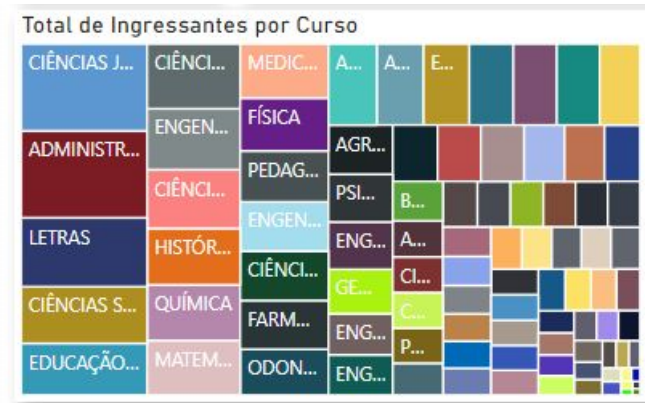 Total de Ingressantes por Curso
CIÊNCIAS J...
ADMINISTR...
LETRAS
CIÊNCIAS S...
EDUCAÇÃO...
CIÊNCI...
ENGEN...
CIÊNCI...
HISTÓR...
QUÍMICA
MATEM...
MEDIC...
FÍSICA
PEDAG...
ENGEN...
CIÊNCI...
FARM...
ODON...
A...
A...
E...
AGR...
PSI...
ENG...
GE...
ENG...
ENG...
B...
A...
CI...
C...
P...